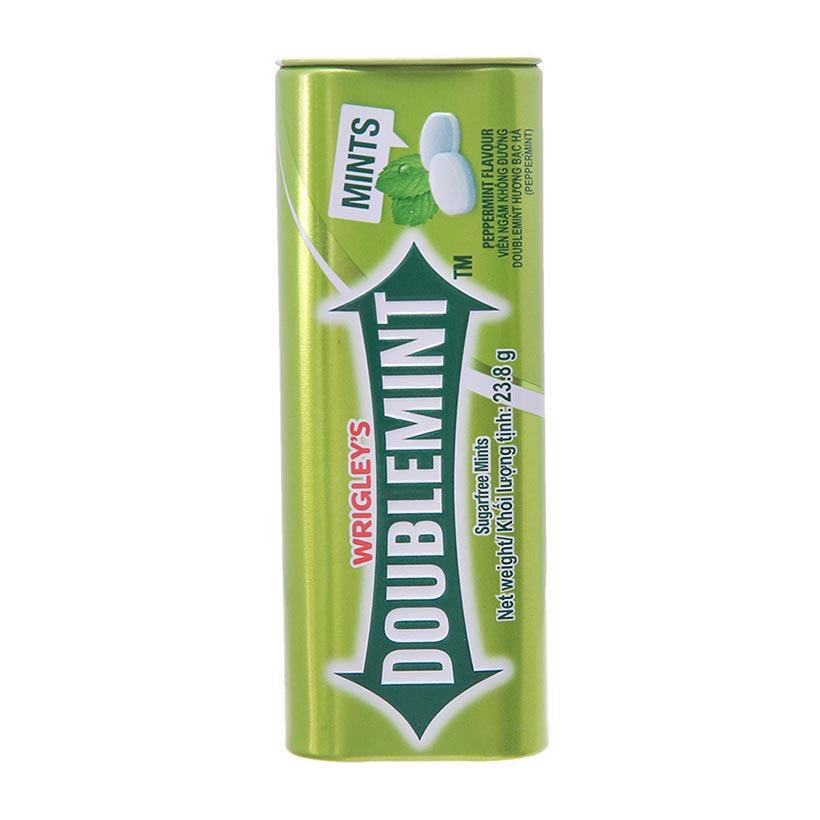 MINTS
PEPPERMINT FLAVOUR
VIÊN NGẬM KHÔNG ĐƯỜNG
DOUBLEMINT HƯƠNG BẠC HÀ
(PEPPERMINT)
WRIGLEY'S
DOUBLEMINT™
Sugarfree Mints
Net weight/ Khối lượng tịnh: 23.8 g